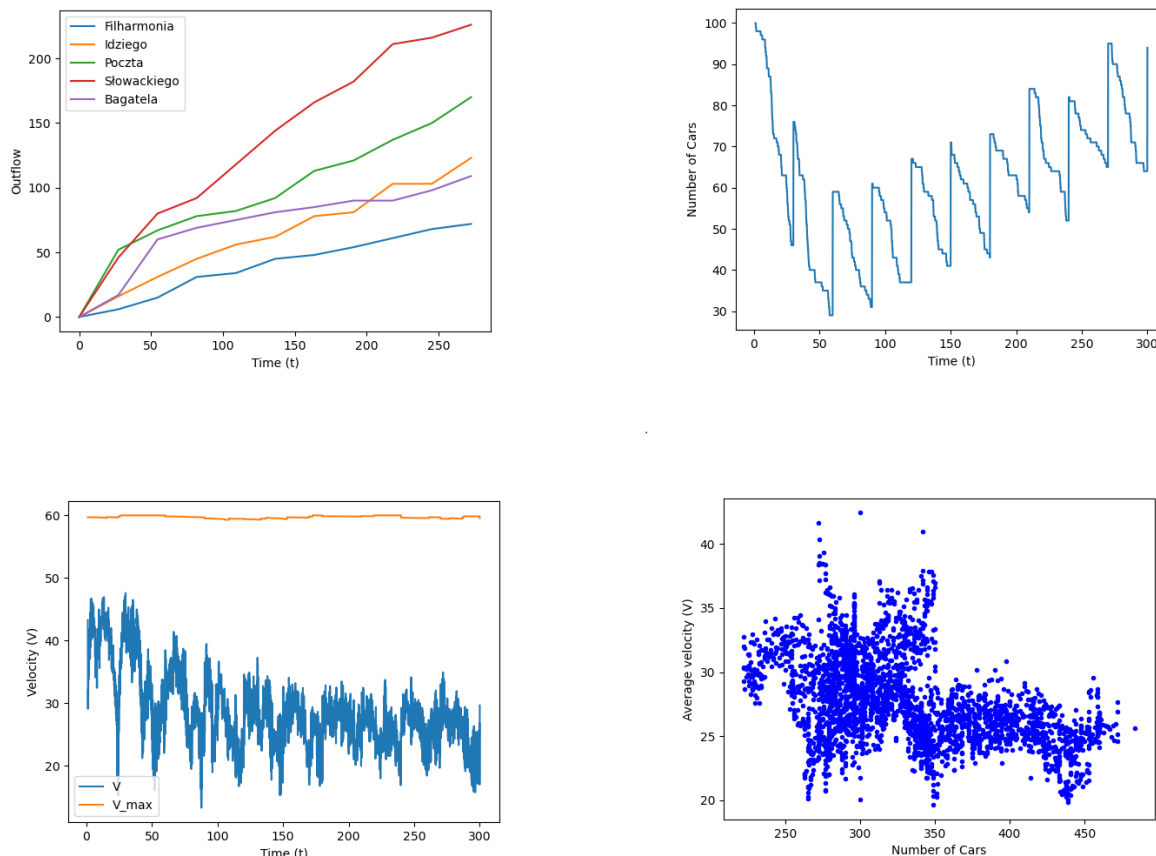 Filharmonia
Idziego
Poczta
Słowackiego
Bagatela
Outflow
200
150
100
50
0
0 50 100 150 200 250
Time (t)
Number of Cars
100
90
80
70
60
50
40
30
0 50 100 150 200 250 300
Time (t)
Velocity (V)
60
50
40
30
20
V
V_max
0 50 100 150 200 250 300
Time (t)
Average velocity (V)
40
35
30
25
20
250 300 350 400 450
Number of Cars